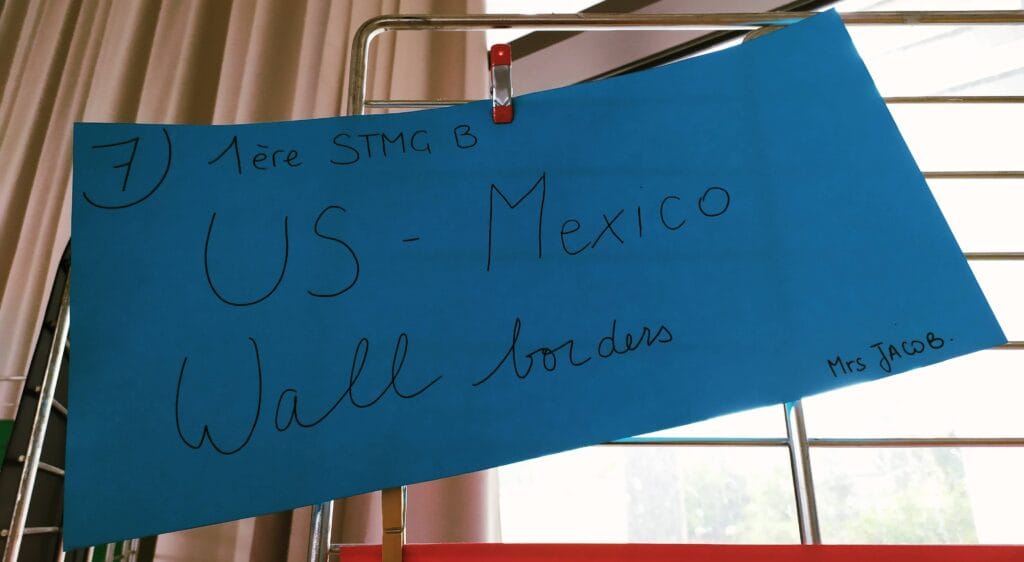 7 1ère STMG B
US - Mexico
Wall borders
Mrs JACOB.